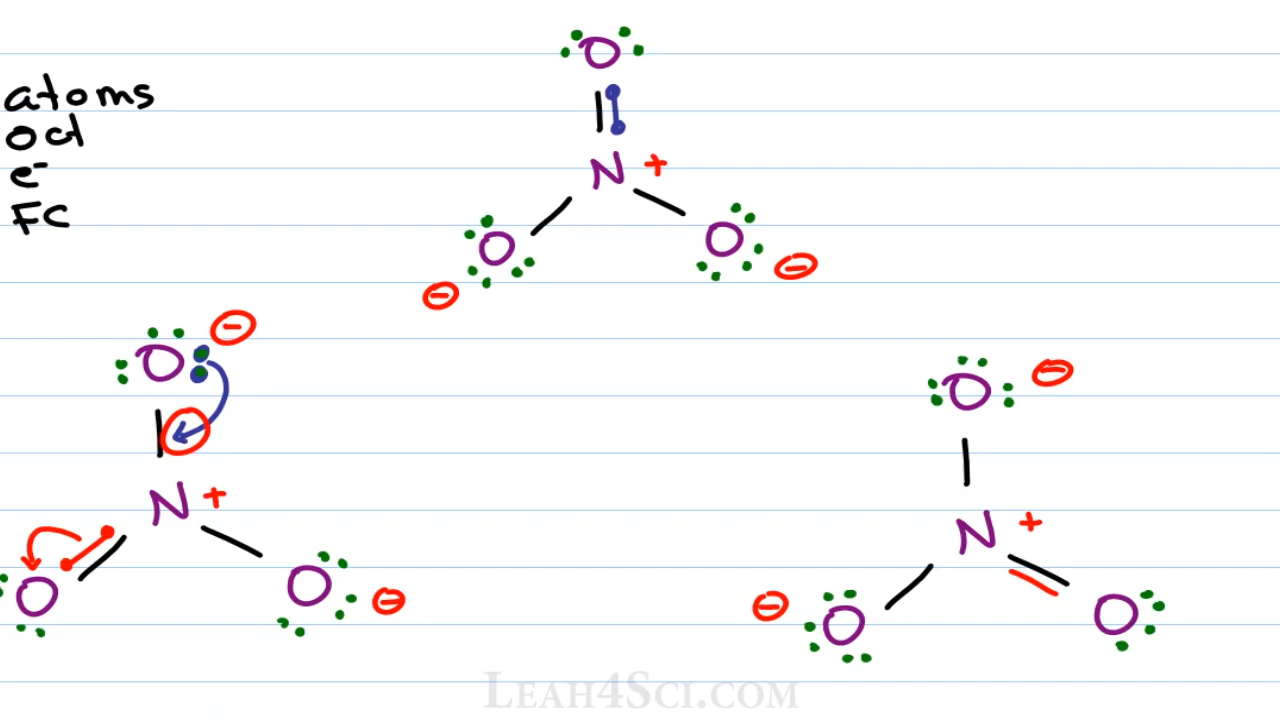 O
atoms
Oct
e⁻
FC
N +
O O ⊖
⊖
O ⊖
O ⊖
N +
N +
O O ⊖
⊖ O O
LEAH4SCI.COM